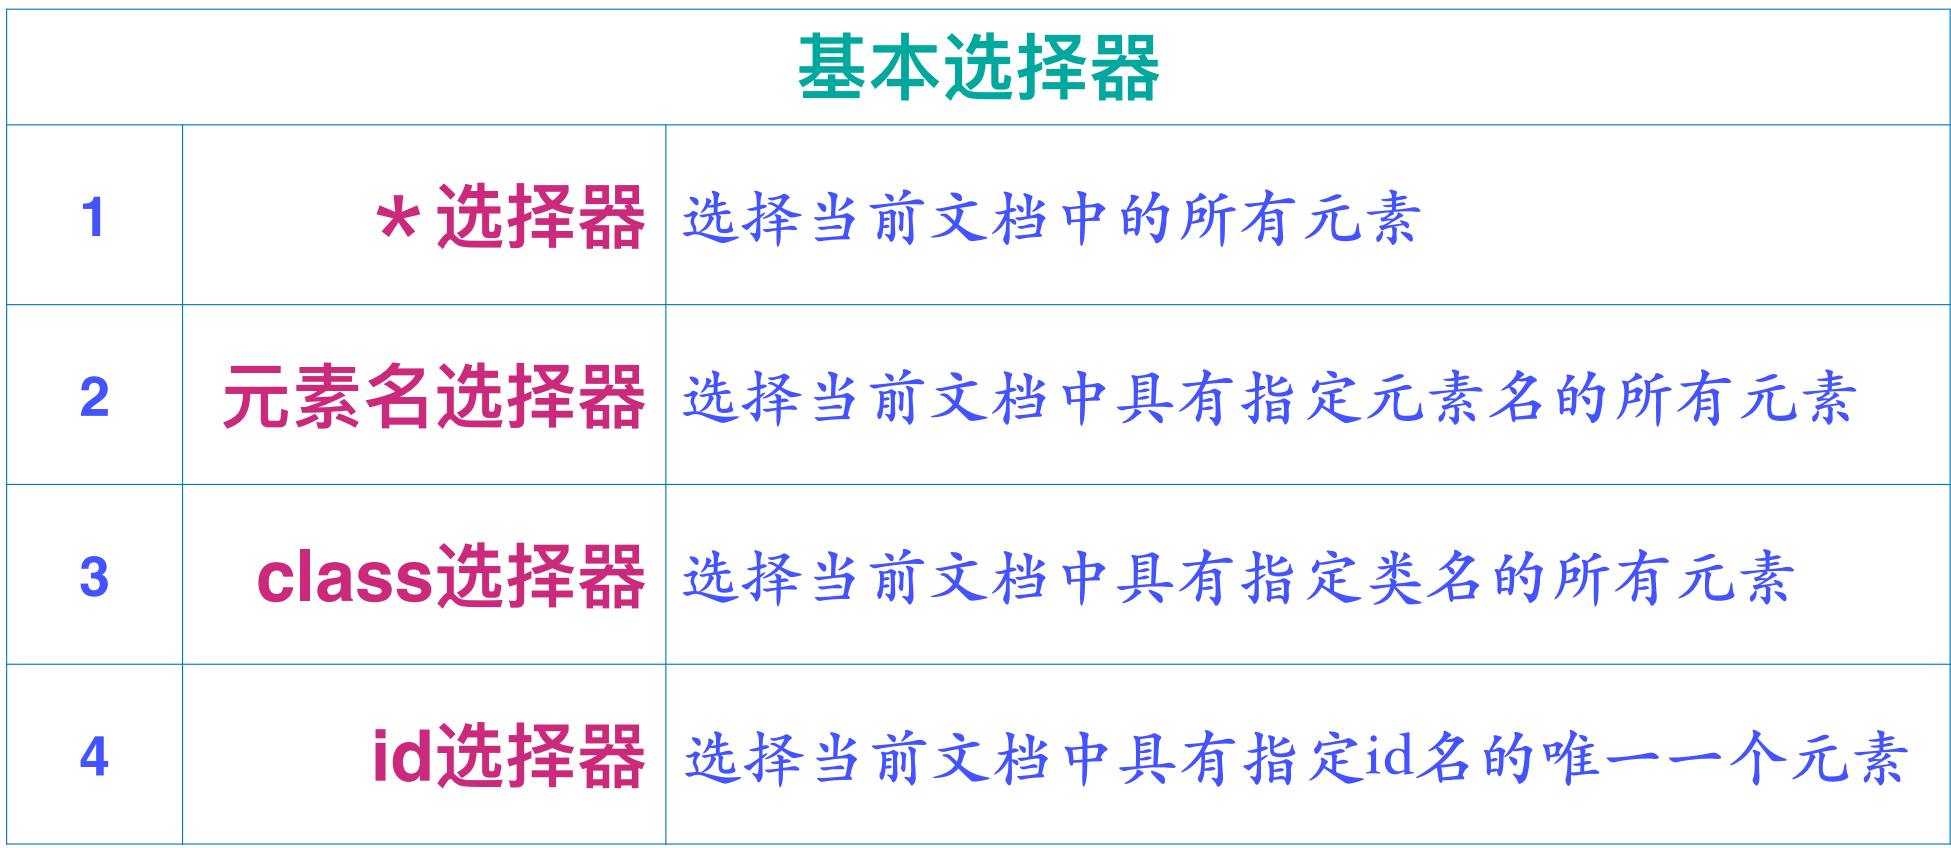 基本选择器
1 *选择器 选择当前文档中的所有元素
2 元素名选择器 选择当前文档中具有指定元素名的所有元素
3 class选择器 选择当前文档中具有指定类名的所有元素
4 id选择器 选择当前文档中具有指定id名的唯一一个元素